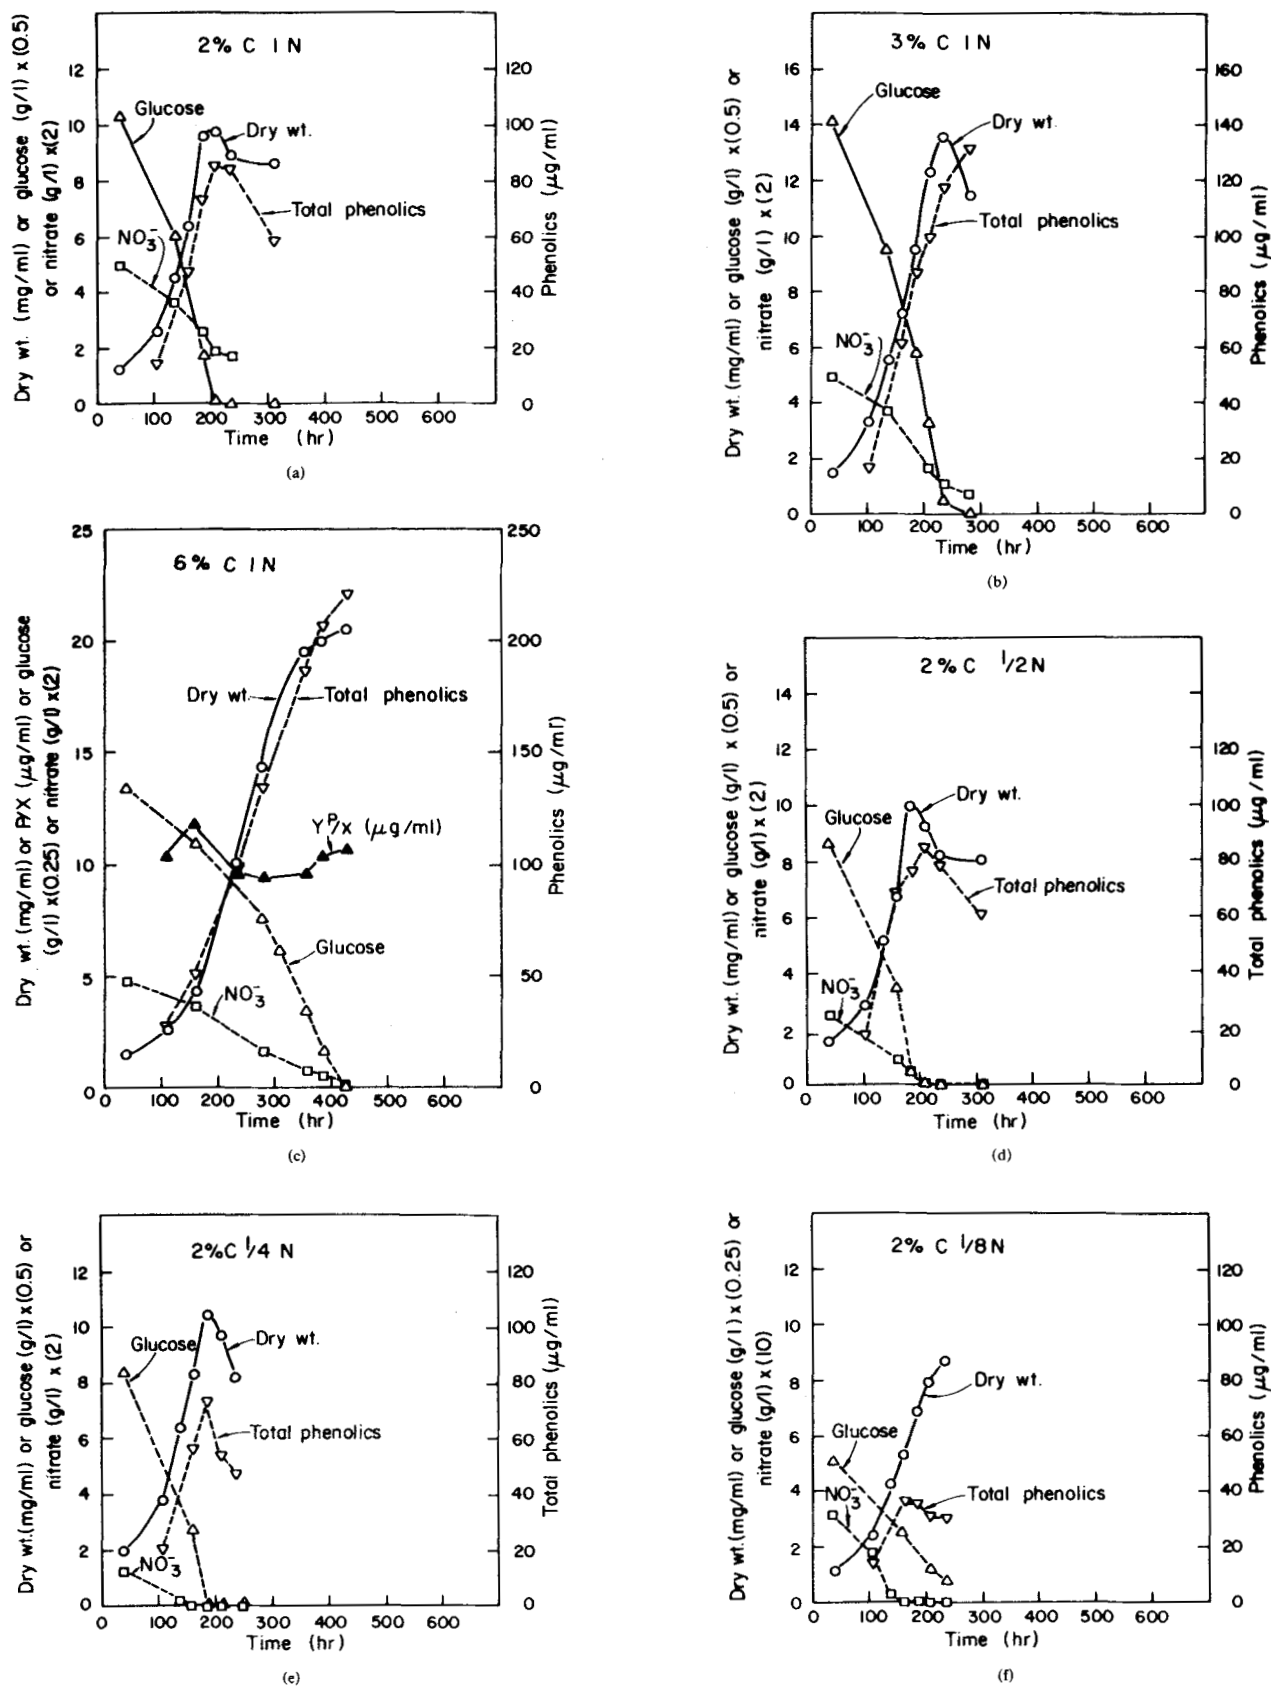 2% C 1 N
Dry wt. (mg/ml) or glucose (g/l) x (0.5)
or nitrate (g/l) x(2)
12
10
8
6
4
2
0
Glucose
Dry wt.
Total phenolics
NO3-
120
100
80
60
40
20
0
Phenolics (μg/ml)
0 100 200 300 400 500 600
Time (hr)
(a)
3% C 1 N
Dry wt. (mg/ml) or glucose (g/l) x (0.5) or
nitrate (g/l) x (2)
16
14
12
10
8
6
4
2
0
Glucose
Dry wt.
Total phenolics
NO3-
160
140
120
100
80
60
40
20
0
Phenolics (μg/ml)
0 100 200 300 400 500 600
Time (hr)
(b)
6% C 1 N
Dry wt. (mg/ml) or P/X (μg/ml) or glucose
(g/l) x(0.25) or nitrate (g/l) x(2)
25
20
15
10
5
0
Dry wt.
Total phenolics
Y P/x (μg/ml)
Glucose
NO3-
250
200
150
100
50
0
Phenolics (μg/ml)
0 100 200 300 400 500 600
Time (hr)
(c)
2% C 1/2 N
Dry wt. (mg/ml) or glucose (g/l) x (0.5) or
nitrate (g/l) x (2)
14
12
10
8
6
4
2
0
Dry wt.
Glucose
Total phenolics
NO3-
120
100
80
60
40
20
0
Total phenolics (μg/ml)
0 100 200 300 400 500 600
Time (hr)
(d)
2%C 1/4 N
Dry wt.(mg/ml) or glucose (g/l) x (0.5) or
nitrate (g/l) x (2)
12
10
8
6
4
2
0
Glucose
Dry wt.
Total phenolics
NO3-
120
100
80
60
40
20
0
Total phenolics (μg/ml)
0 100 200 300 400 500 600
Time (hr)
(e)
2% C 1/8 N
Dry wt.(mg/ml) or glucose (g/l) x (0.25) or
nitrate (g/l) x (10)
12
10
8
6
4
2
0
Dry wt.
Glucose
NO3-
Total phenolics
120
100
80
60
40
20
0
Phenolics (μg/ml)
0 100 200 300 400 500 600
Time (hr)
(f)